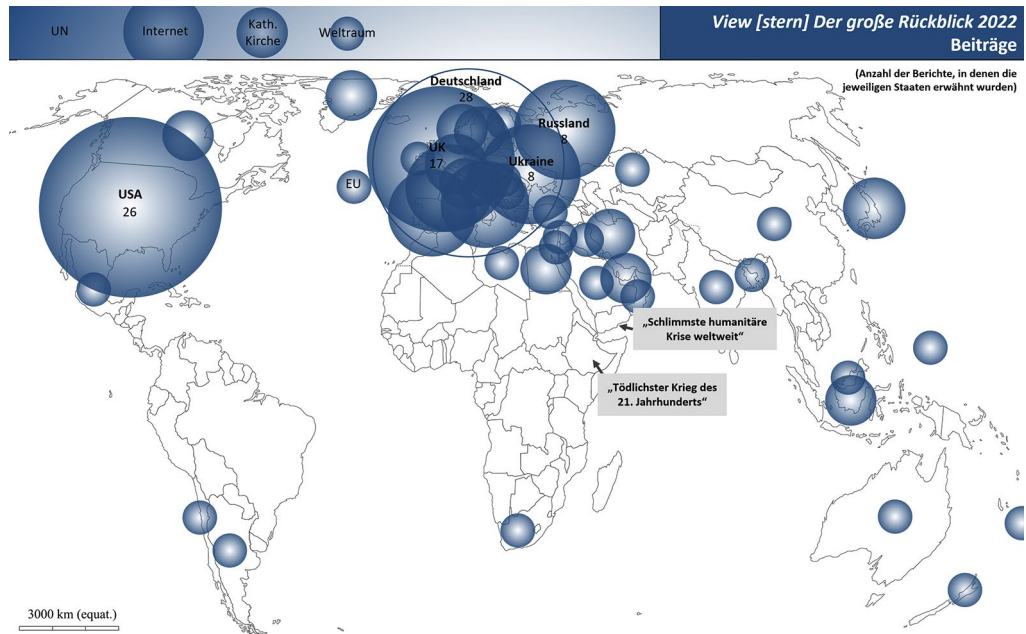 UN
Internet
Kath.
Kirche
Weltraum
View [stern] Der große Rückblick 2022
Beiträge
(Anzahl der Berichte, in denen die
jeweiligen Staaten erwähnt wurden)
Deutschland
28
Russland
8
UK
17
Ukraine
8
EU
USA
26
„Schlimmste humanitäre
Krise weltweit“
„Tödlichster Krieg des
21. Jahrhunderts“
3000 km (equat.)